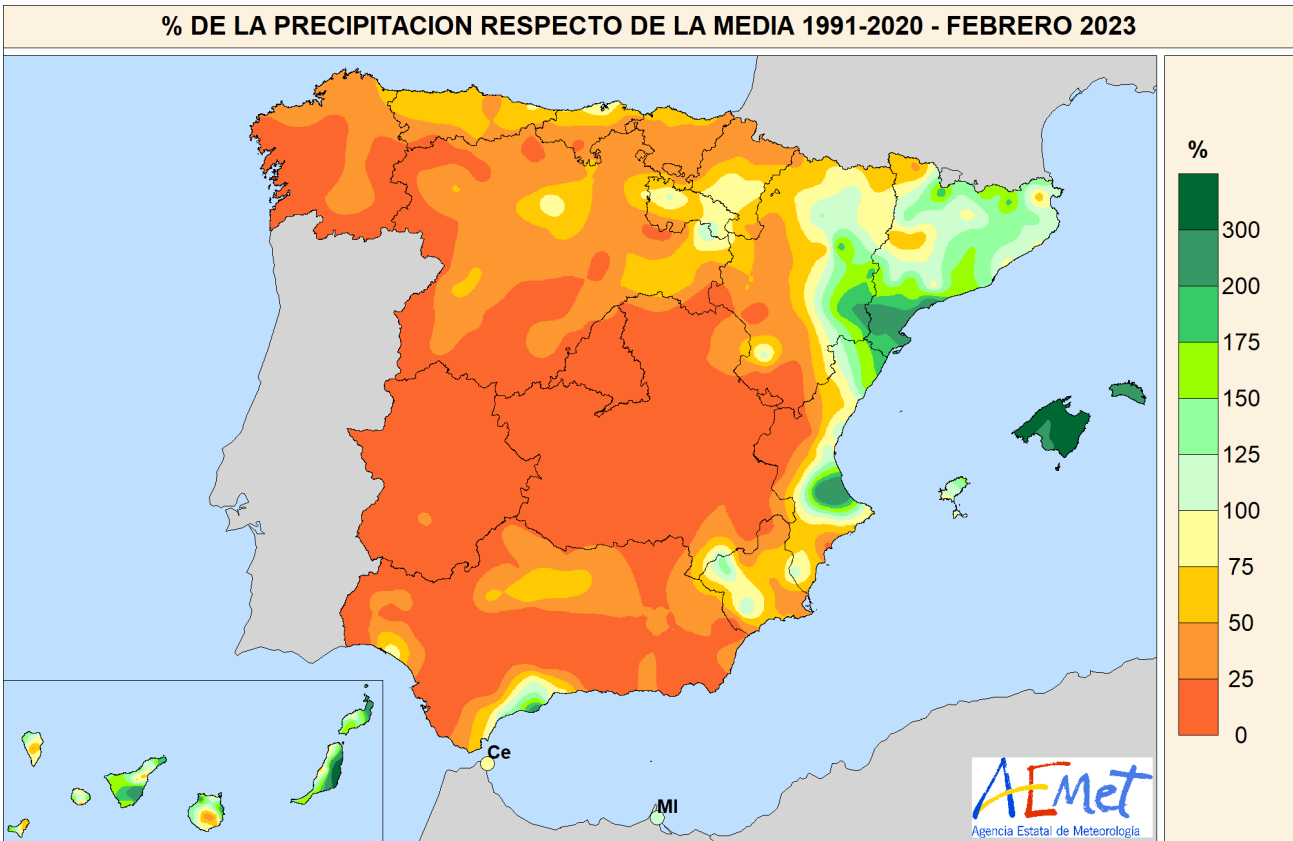 % DE LA PRECIPITACION RESPECTO DE LA MEDIA 1991-2020 - FEBRERO 2023
%
300
200
175
150
125
100
75
50
25
0
Ce
Ml
AEMet
Agencia Estatal de Meteorología